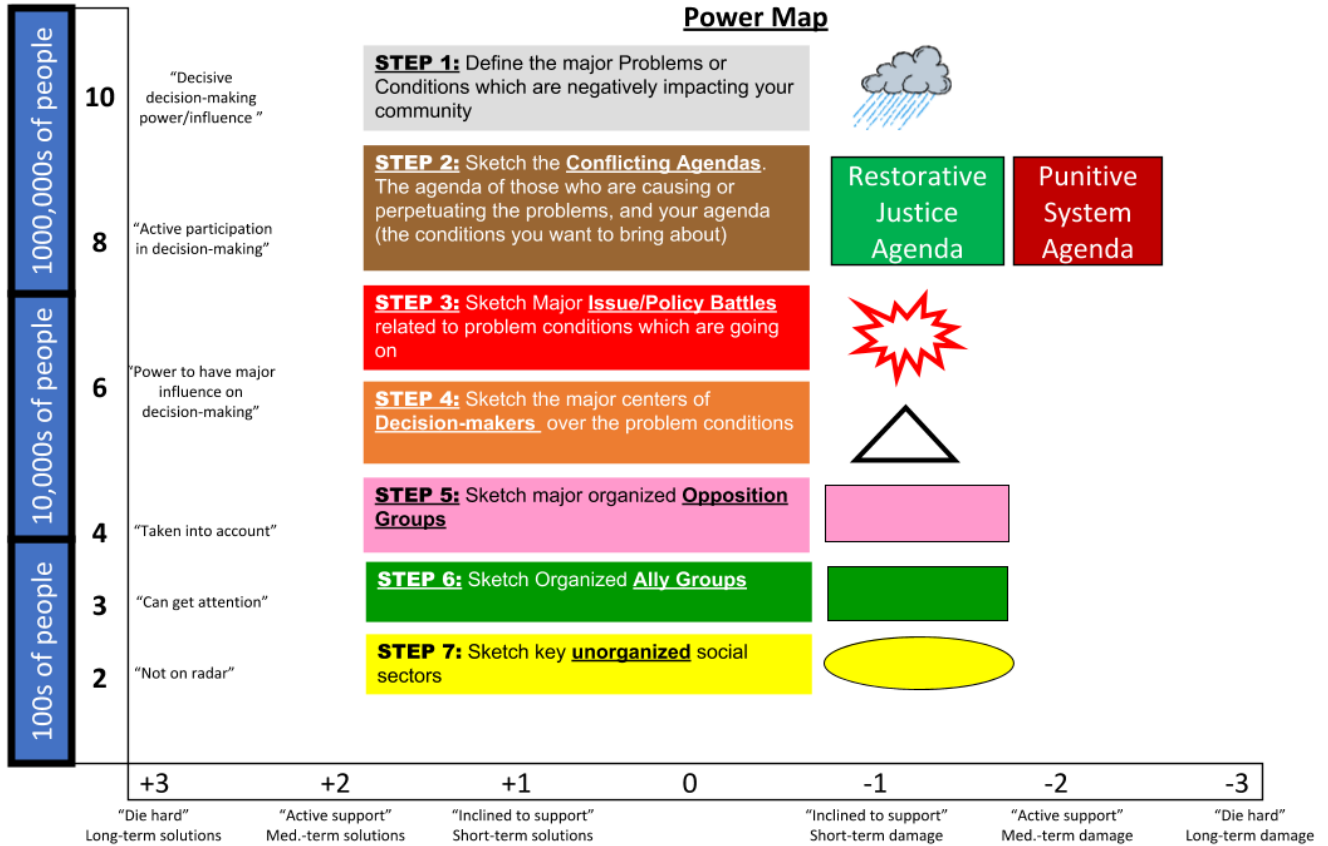 Power Map
1000,000s of people
10,000s of people
100s of people
10
“Decisive
decision-making
power/influence ”
8
“Active participation
in decision-making”
6
“Power to have major
influence on
decision-making”
4
“Taken into account”
3
“Can get attention”
2
“Not on radar”
STEP 1: Define the major Problems or
Conditions which are negatively impacting your
community
STEP 2: Sketch the Conflicting Agendas.
The agenda of those who are causing or
perpetuating the problems, and your agenda
(the conditions you want to bring about)
Restorative
Justice
Agenda
Punitive
System
Agenda
STEP 3: Sketch Major Issue/Policy Battles
related to problem conditions which are going
on
STEP 4: Sketch the major centers of
Decision-makers  over the problem conditions
STEP 5: Sketch major organized Opposition
Groups
STEP 6: Sketch Organized Ally Groups
STEP 7: Sketch key unorganized social
sectors
+3
“Die hard”
Long-term solutions
+2
“Active support”
Med.-term solutions
+1
“Inclined to support”
Short-term solutions
0
-1
“Inclined to support”
Short-term damage
-2
“Active support”
Med.-term damage
-3
“Die hard”
Long-term damage